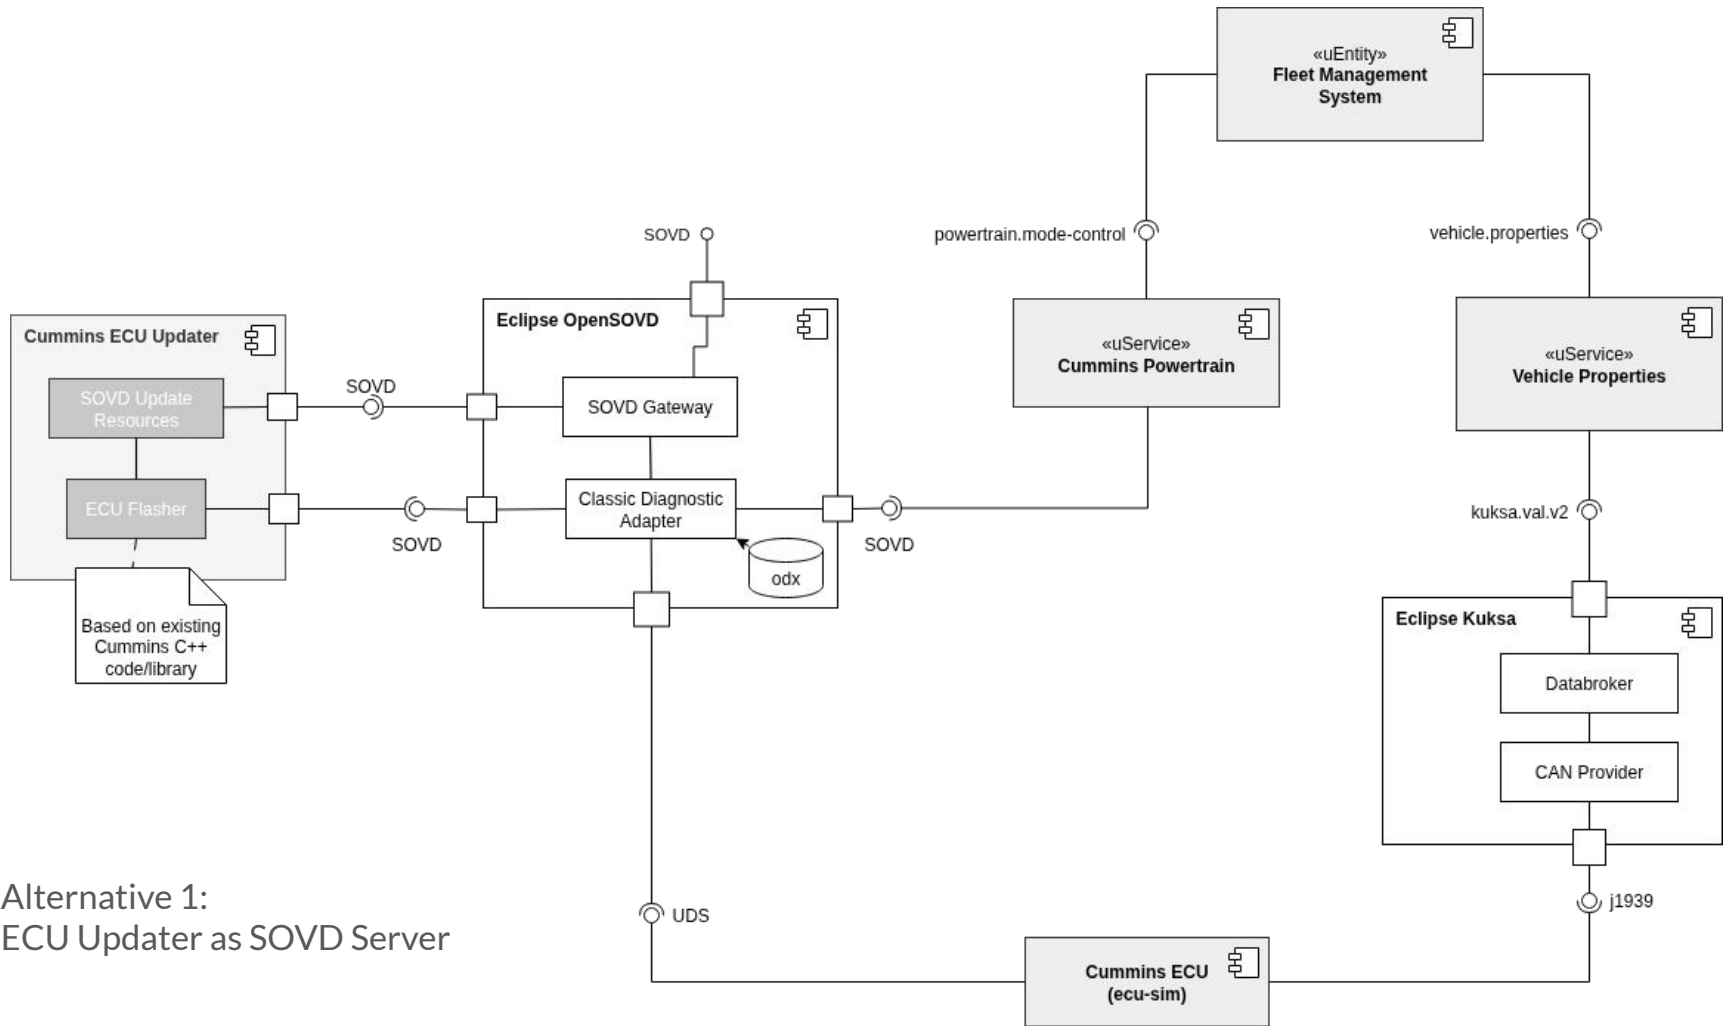 «uEntity»
Fleet Management
System
SOVD
powertrain.mode-control
vehicle.properties
Cummins ECU Updater
SOVD Update
Resources
ECU Flasher
Based on existing
Cummins C++
code/library
SOVD
SOVD
Eclipse OpenSOVD
SOVD Gateway
Classic Diagnostic
Adapter
odx
SOVD
«uService»
Cummins Powertrain
«uService»
Vehicle Properties
kuksa.val.v2
Eclipse Kuksa
Databroker
CAN Provider
j1939
UDS
Cummins ECU
(ecu-sim)
Alternative 1:
ECU Updater as SOVD Server